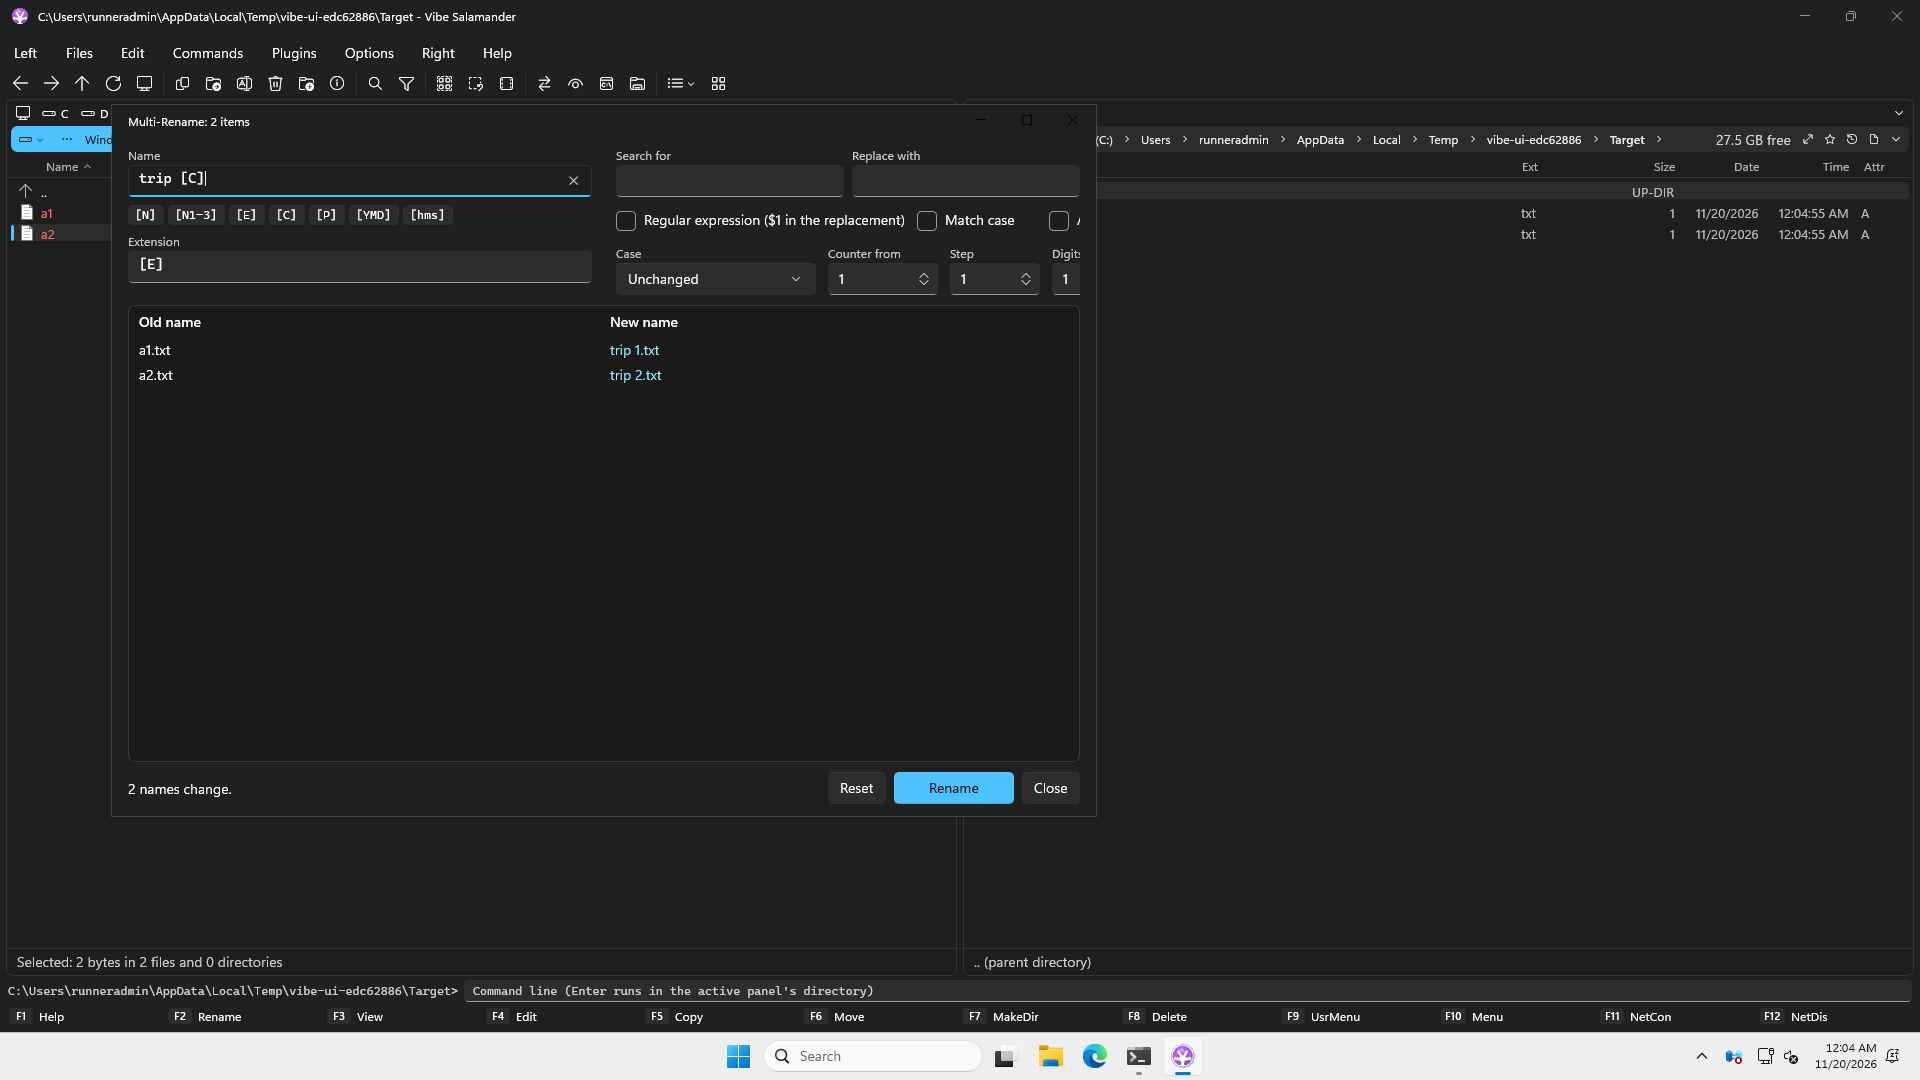 C:\Users\runneradmin\AppData\Local\Temp\vibe-ui-edc62886\Target - Vibe Salamander
Left Files Edit Commands Plugins Options Right Help
C D
Multi-Rename: 2 items
Wind
(C:) Users runneradmin AppData Local Temp vibe-ui-edc62886 Target 27.5 GB free
Name
Ext Size Date Time Attr
Name Search for Replace with
trip [C]
..
UP-DIR
[N] [N1-3] [E] [C] [P] [YMD] [hms]
Regular expression ($1 in the replacement) Match case
a1
txt 1 11/20/2026 12:04:55 AM A
a2
txt 1 11/20/2026 12:04:55 AM A
Extension
[E]
Case Counter from Step Digits
Unchanged 1 1 1
Old name New name
a1.txt trip 1.txt
a2.txt trip 2.txt
2 names change.
Reset Rename Close
Selected: 2 bytes in 2 files and 0 directories
.. (parent directory)
C:\Users\runneradmin\AppData\Local\Temp\vibe-ui-edc62886\Target> Command line (Enter runs in the active panel's directory)
F1 Help F2 Rename F3 View F4 Edit F5 Copy F6 Move F7 MakeDir F8 Delete F9 UsrMenu F10 Menu F11 NetCon F12 NetDis
Search
12:04 AM
11/20/2026